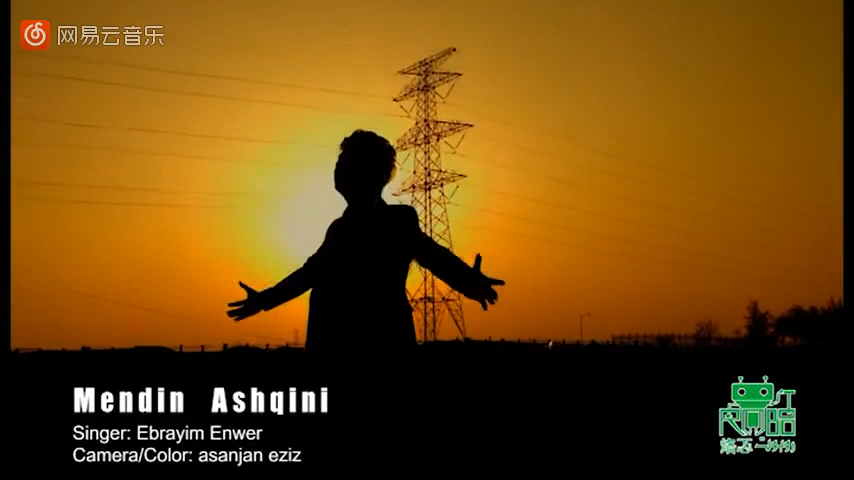 网易云音乐
Mendin Ashqini
Singer: Ebrayim Enwer
Camera/Color: asanjan eziz